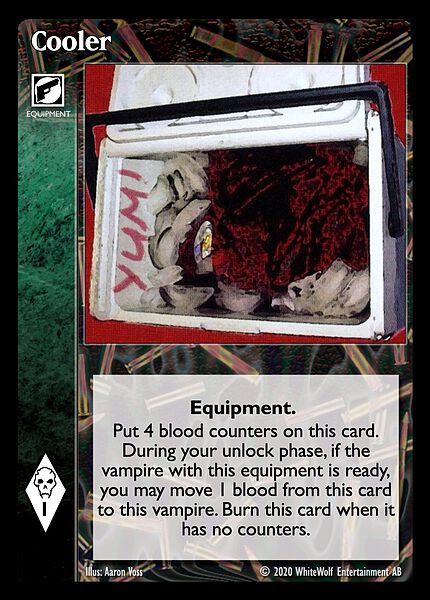 Cooler
EQUIPMENT
YUM!
Equipment.
Put 4 blood counters on this card.
During your unlock phase, if the
vampire with this equipment is ready,
you may move 1 blood from this card
to this vampire. Burn this card when it
has no counters.
1
Illus: Aaron Voss
© 2020 WhiteWolf Entertainment AB